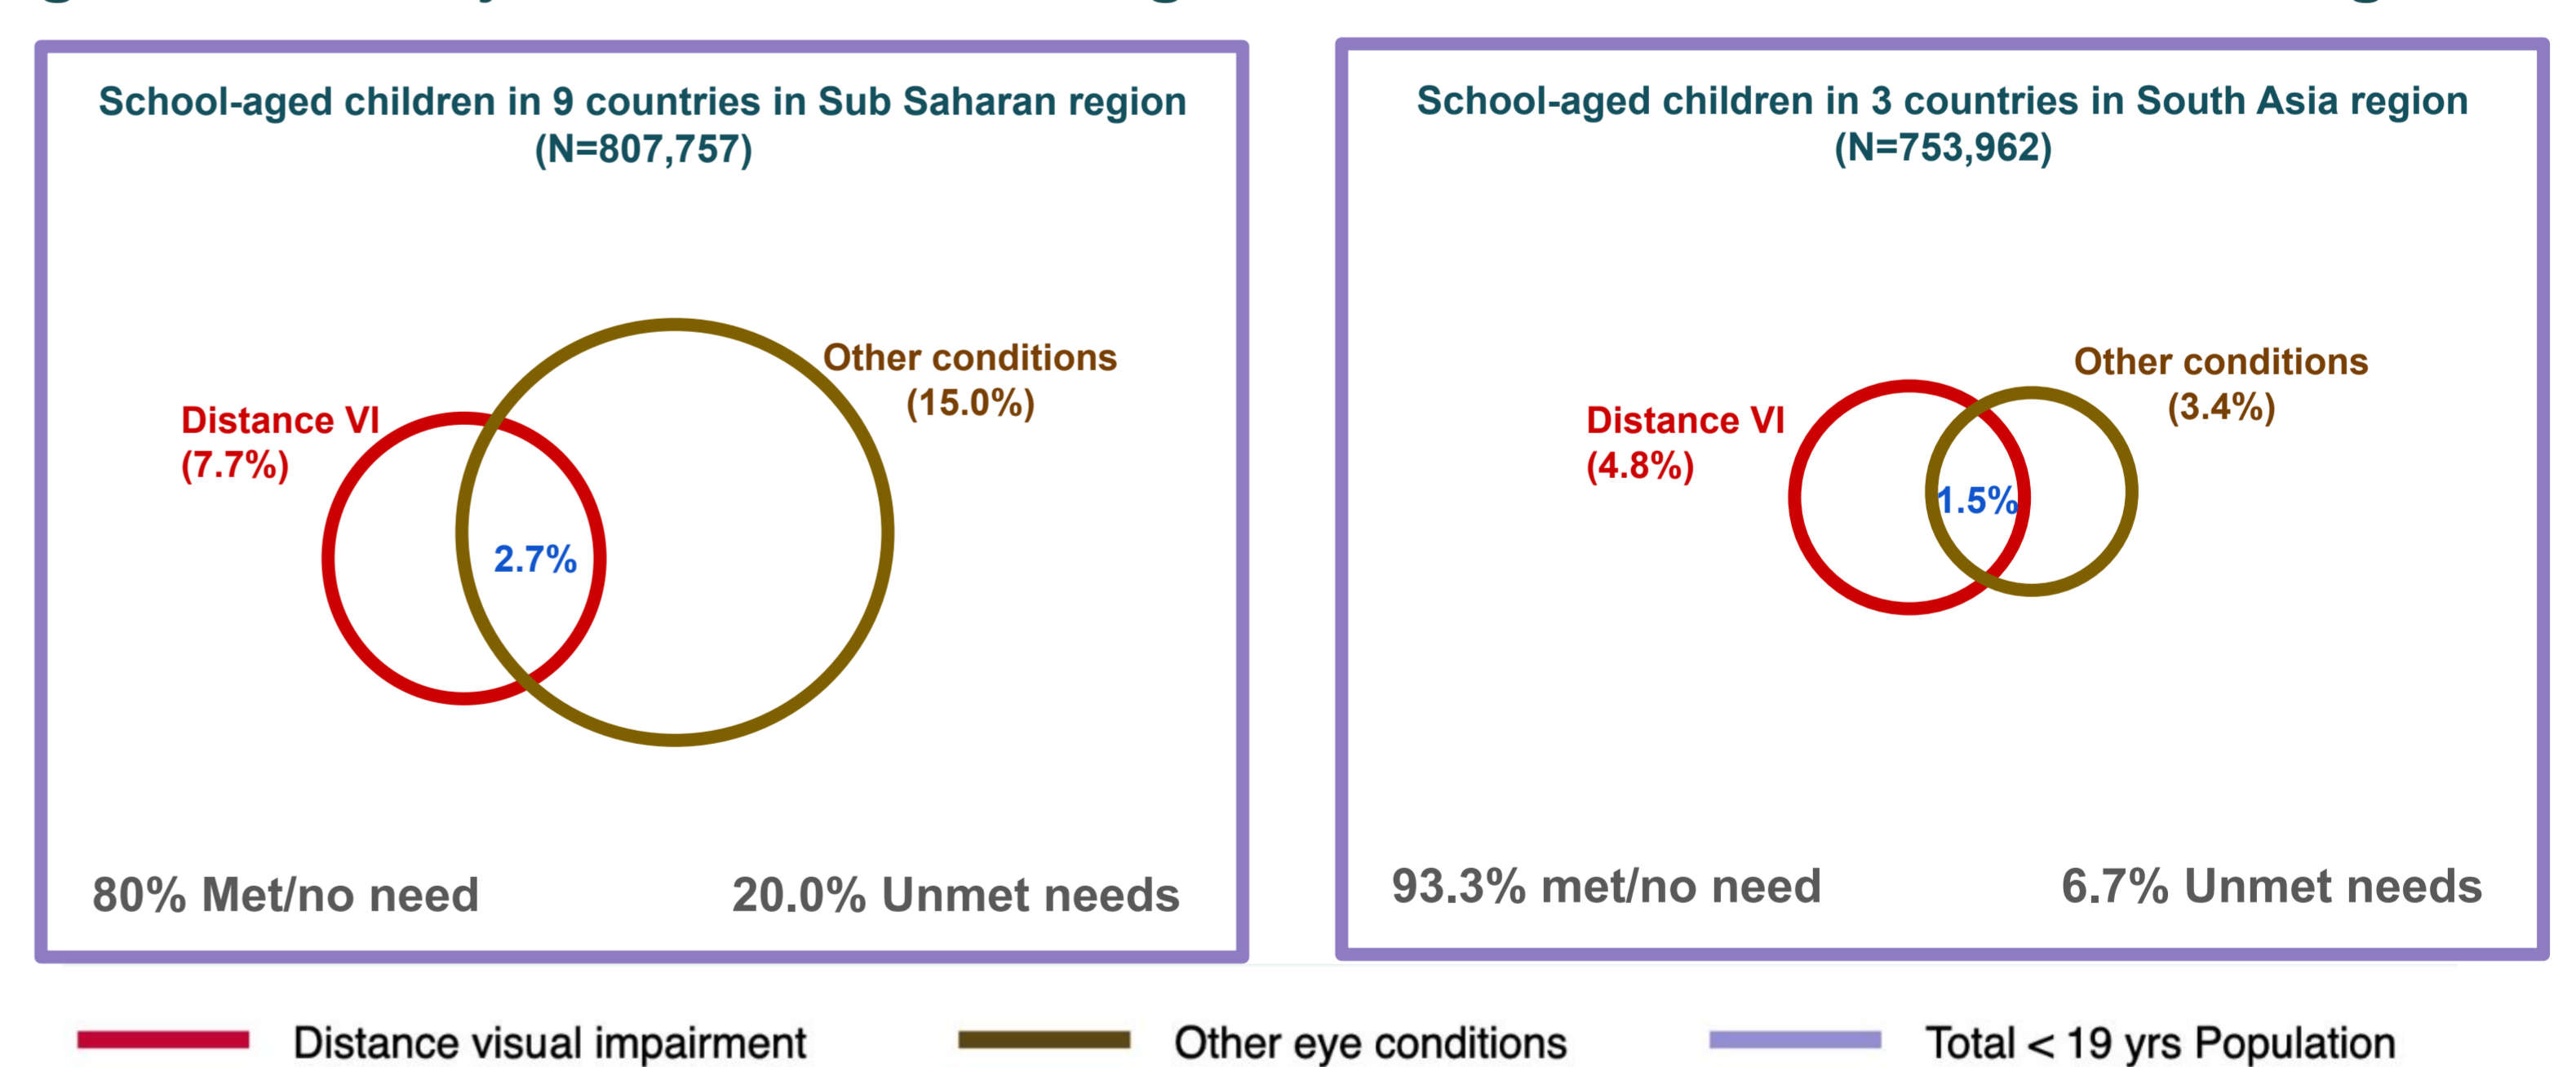 School-aged children in 9 countries in Sub Saharan region
(N=807,757)
Other conditions
(15.0%)
Distance VI
(7.7%)
2.7%
80% Met/no need
20.0% Unmet needs
School-aged children in 3 countries in South Asia region
(N=753,962)
Other conditions
(3.4%)
Distance VI
(4.8%)
1.5%
93.3% met/no need
6.7% Unmet needs
Distance visual impairment
Other eye conditions
Total < 19 yrs Population